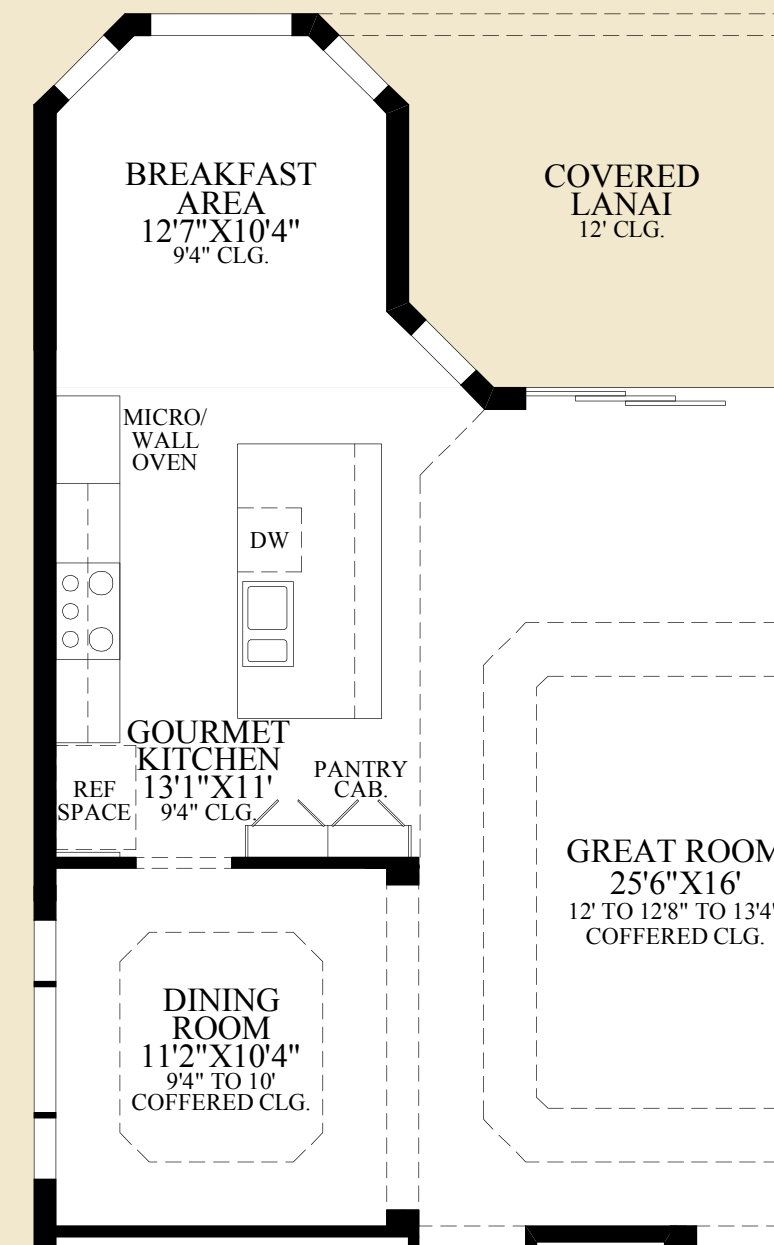 BREAKFAST
AREA
12'7"X10'4"
9'4" CLG.
COVERED
LANAI
12' CLG.
MICRO/
WALL
OVEN
DW
GOURMET
KITCHEN
13'1"X11'
9'4" CLG.
REF
SPACE
PANTRY
CAB.
GREAT ROOM
25'6"X16'
12' TO 12'8" TO 13'4"
COFFERED CLG.
DINING
ROOM
11'2"X10'4"
9'4" TO 10'
COFFERED CLG.